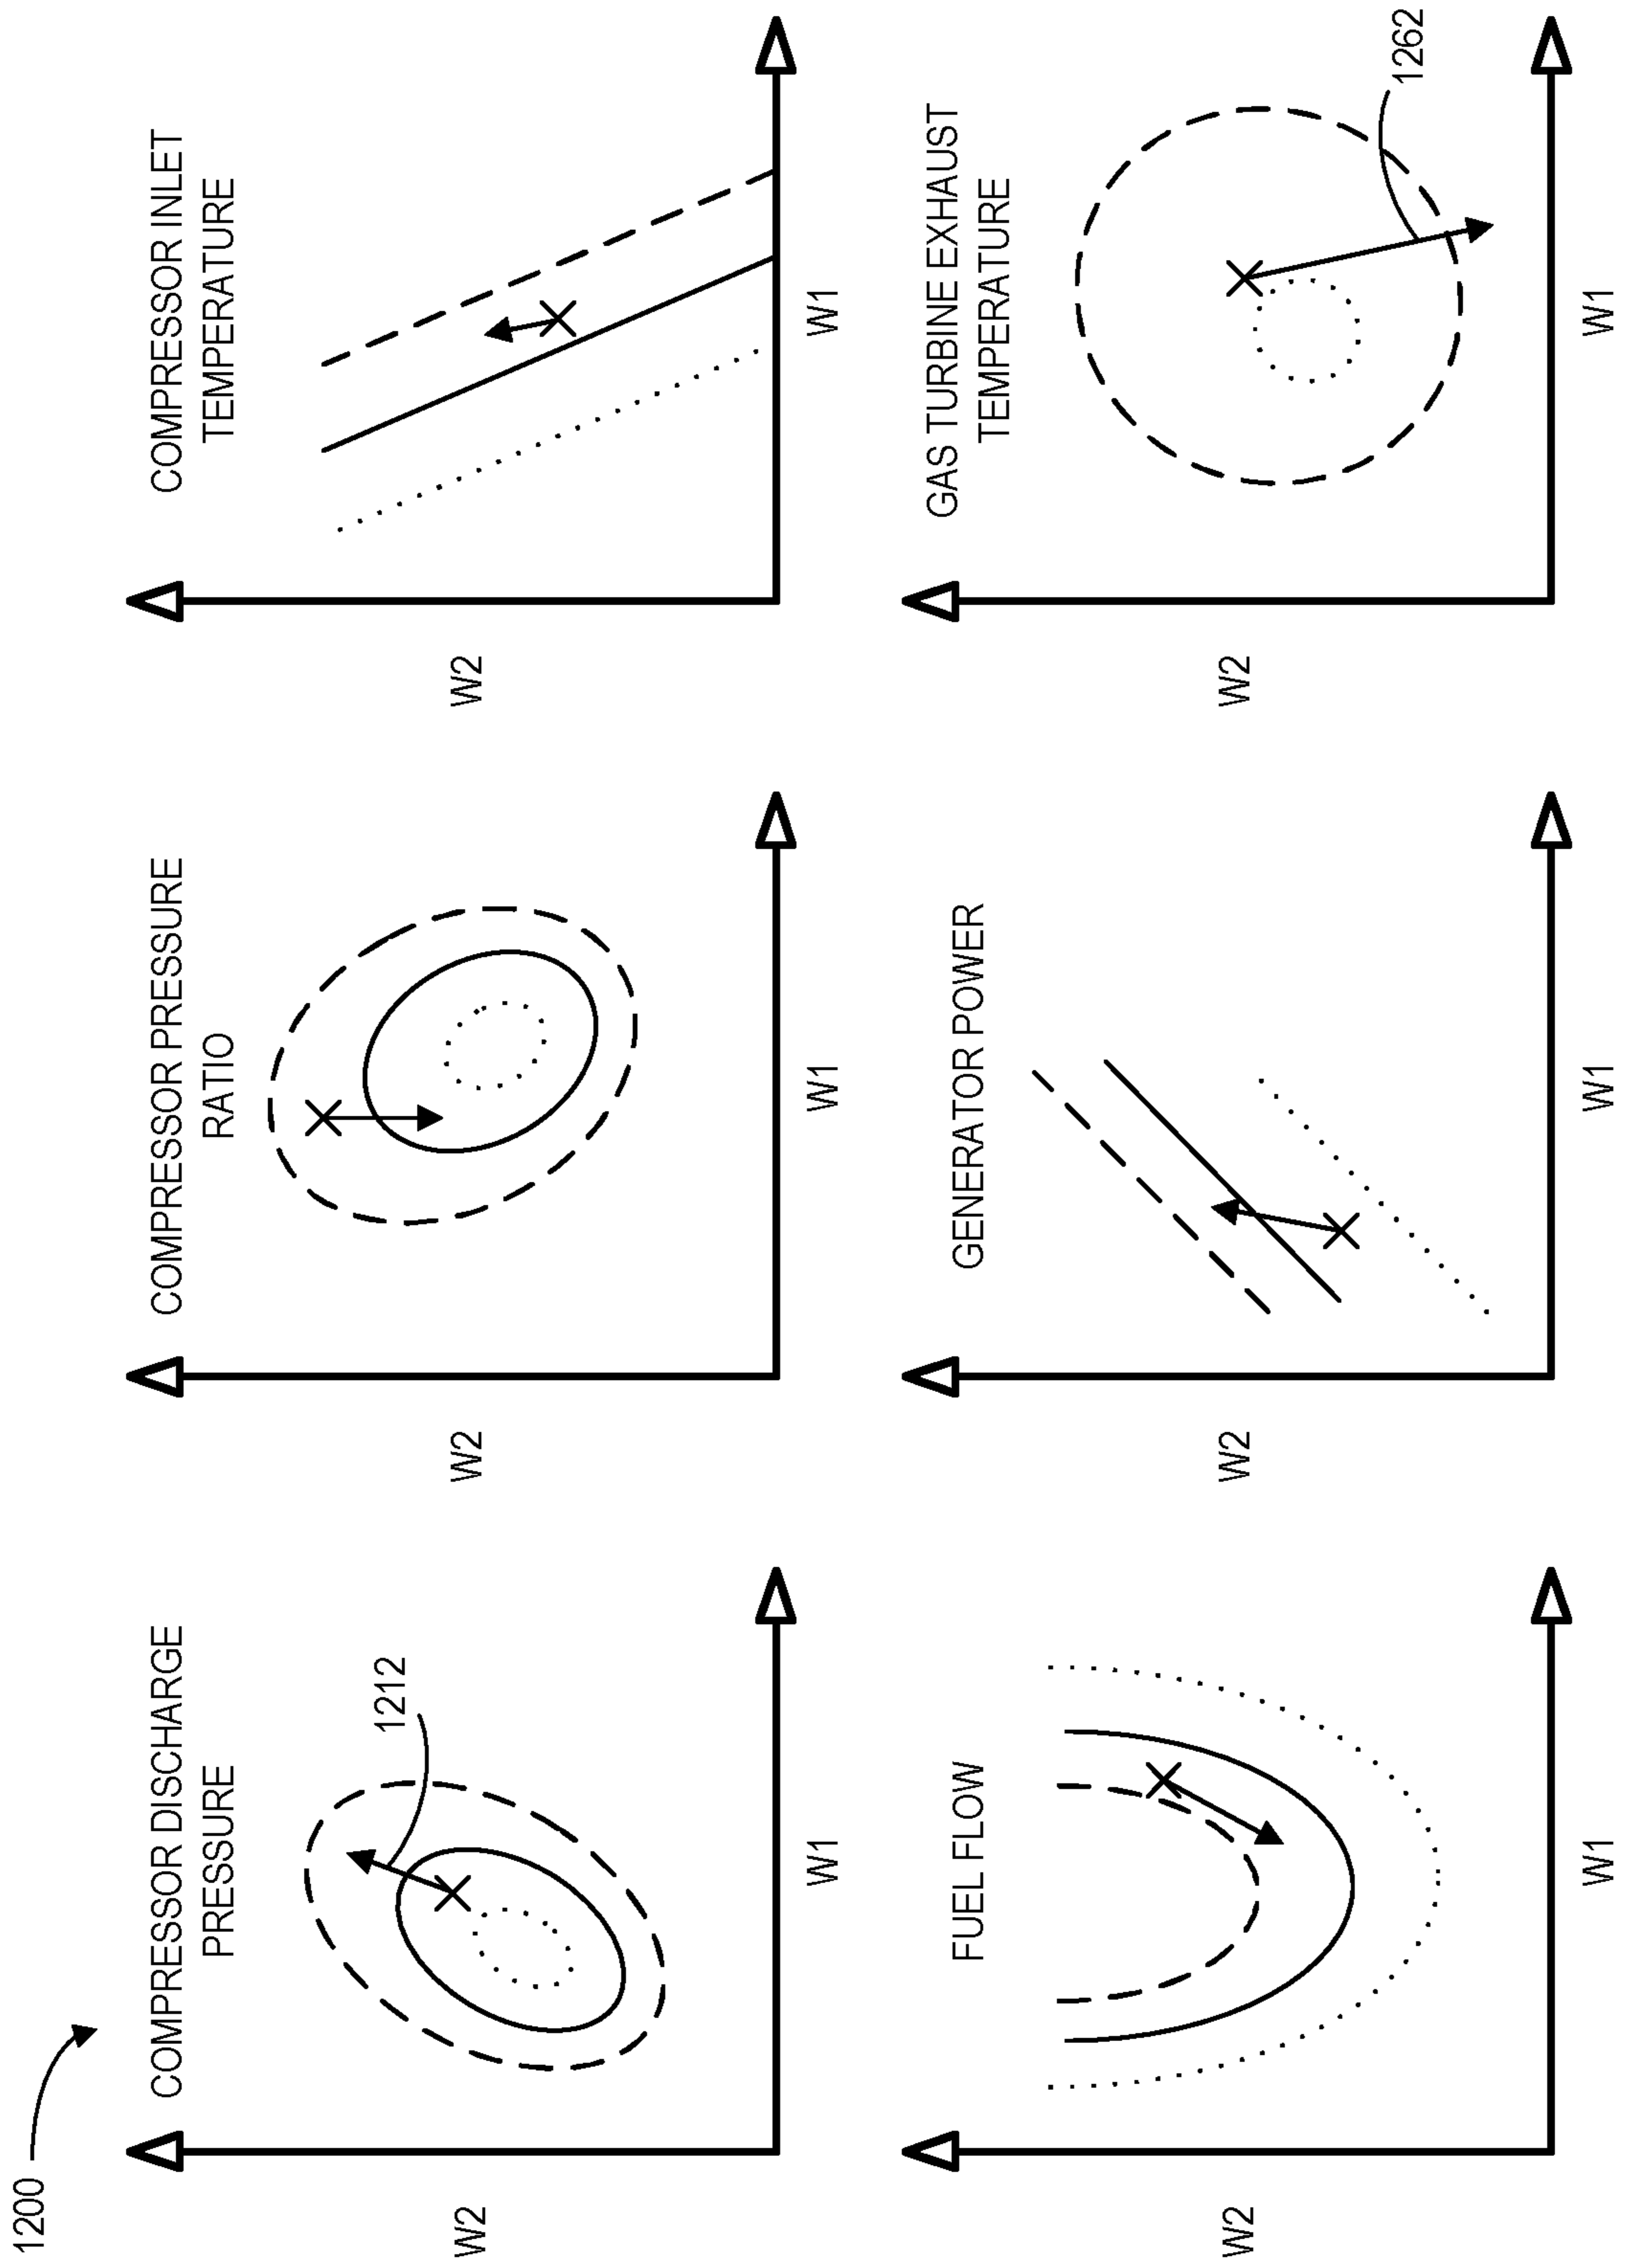 1200
COMPRESSOR DISCHARGE
PRESSURE
1212
W2
W1
COMPRESSOR PRESSURE
RATIO
W2
W1
COMPRESSOR INLET
TEMPERATURE
W2
W1
FUEL FLOW
W2
W1
GENERATOR POWER
W2
W1
GAS TURBINE EXHAUST
TEMPERATURE
1262
W2
W1